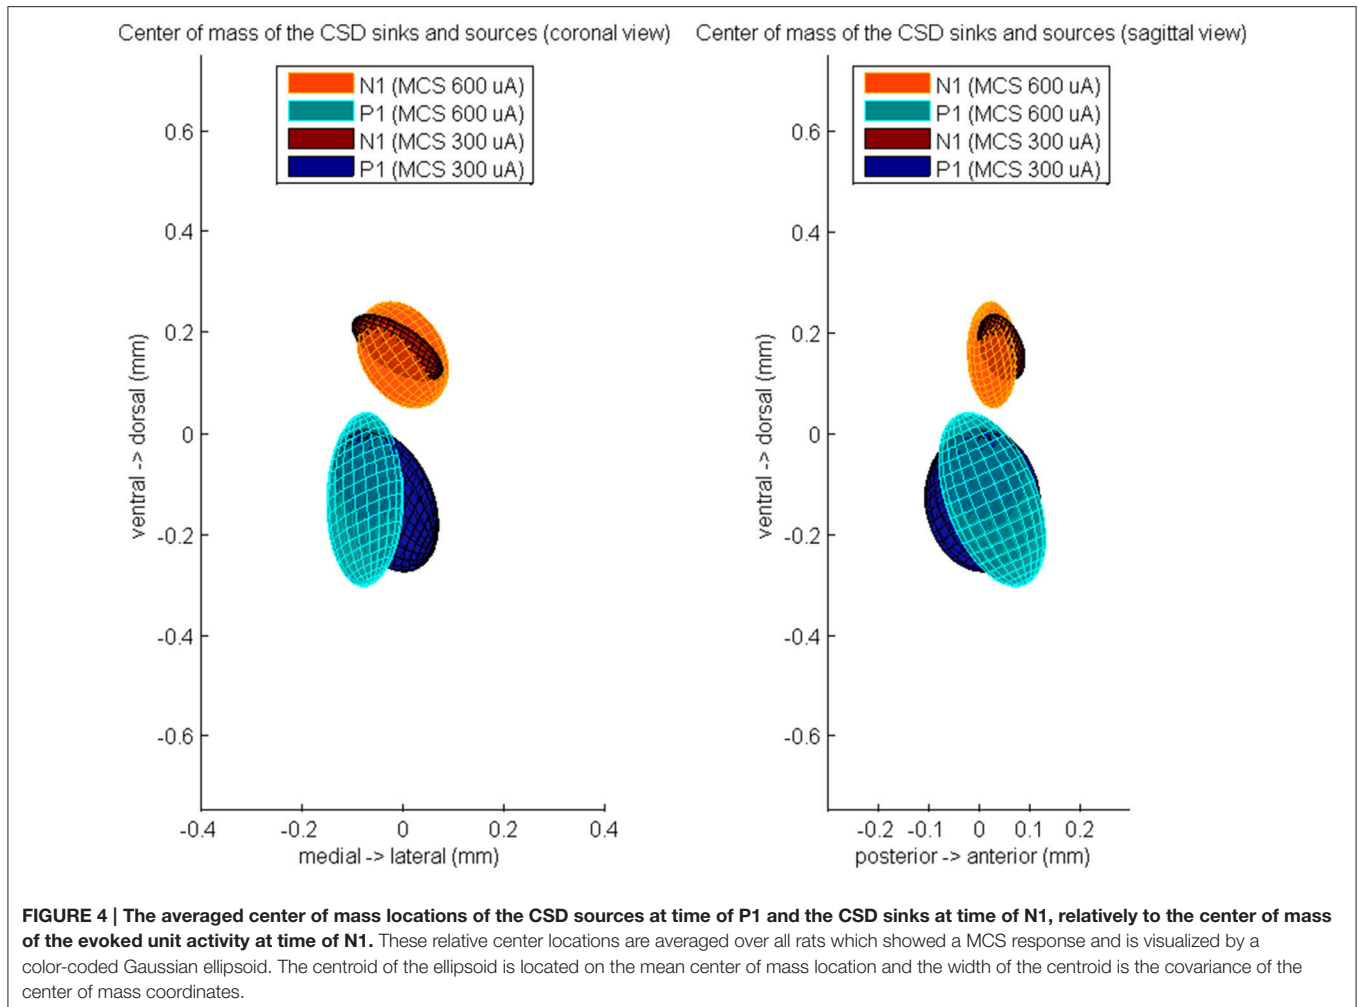 Center of mass of the CSD sinks and sources (coronal view)
N1 (MCS 600 uA)
P1 (MCS 600 uA)
N1 (MCS 300 uA)
P1 (MCS 300 uA)
0.6
0.4
0.2
0
-0.2
-0.4
-0.6
ventral -> dorsal (mm)
-0.4 -0.2 0 0.2 0.4
medial -> lateral (mm)
Center of mass of the CSD sinks and sources (sagittal view)
N1 (MCS 600 uA)
P1 (MCS 600 uA)
N1 (MCS 300 uA)
P1 (MCS 300 uA)
0.6
0.4
0.2
0
-0.2
-0.4
-0.6
ventral -> dorsal (mm)
-0.2 -0.1 0 0.1 0.2
posterior -> anterior (mm)
FIGURE 4 | The averaged center of mass locations of the CSD sources at time of P1 and the CSD sinks at time of N1, relatively to the center of mass
of the evoked unit activity at time of N1. These relative center locations are averaged over all rats which showed a MCS response and is visualized by a
color-coded Gaussian ellipsoid. The centroid of the ellipsoid is located on the mean center of mass location and the width of the centroid is the covariance of the
center of mass coordinates.